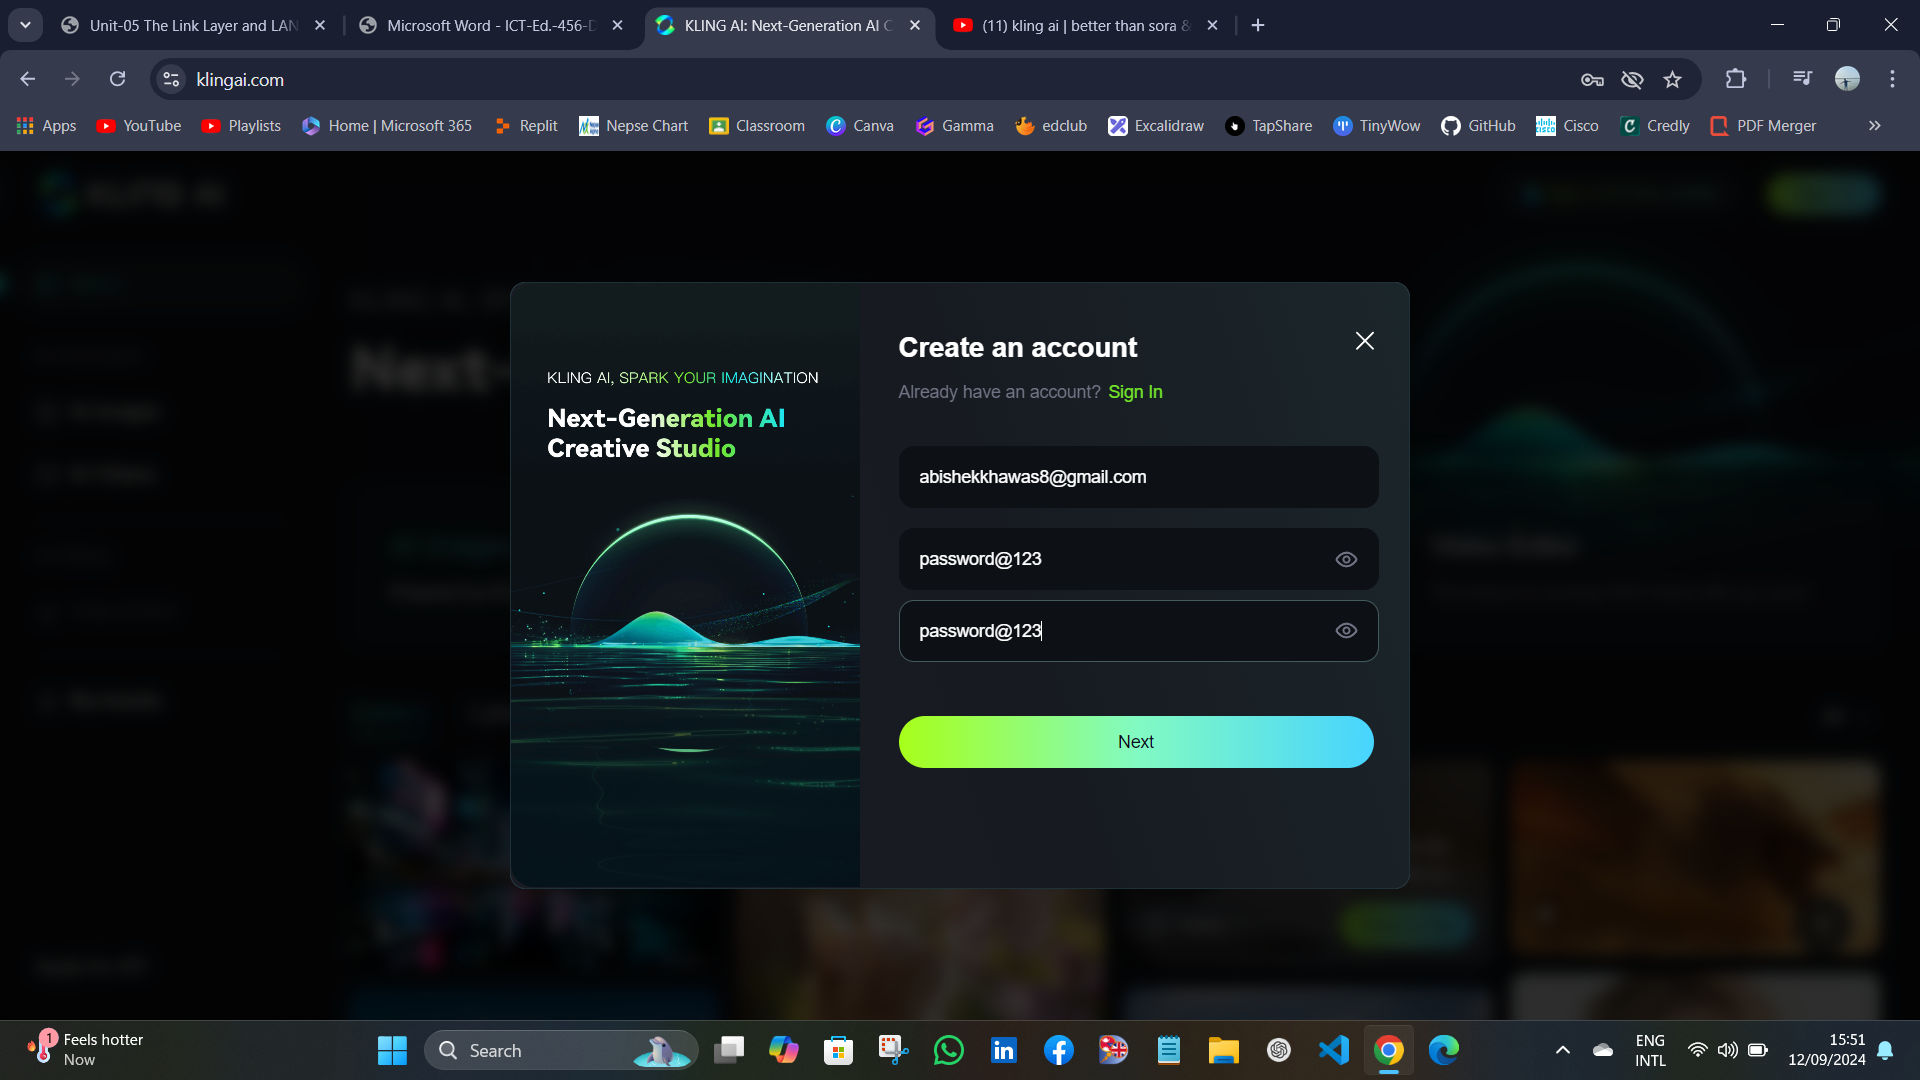 Unit-05 The Link Layer and LAN
Microsoft Word - ICT-Ed.-456-D
KLING AI: Next-Generation AI C
(11) kling ai | better than sora &
klingai.com
Apps
YouTube
Playlists
Home | Microsoft 365
Replit
Nepse Chart
Classroom
Canva
Gamma
edclub
Excalidraw
TapShare
TinyWow
GitHub
Cisco
Credly
PDF Merger
KLING AI
Next-
KLING AI, SPARK YOUR IMAGINATION
Next-Generation AI
Creative Studio
Create an account
Already have an account? Sign In
abishekkhawas8@gmail.com
password@123
password@123
Next
1
Feels hotter
Now
Search
ENG
INTL
15:51
12/09/2024